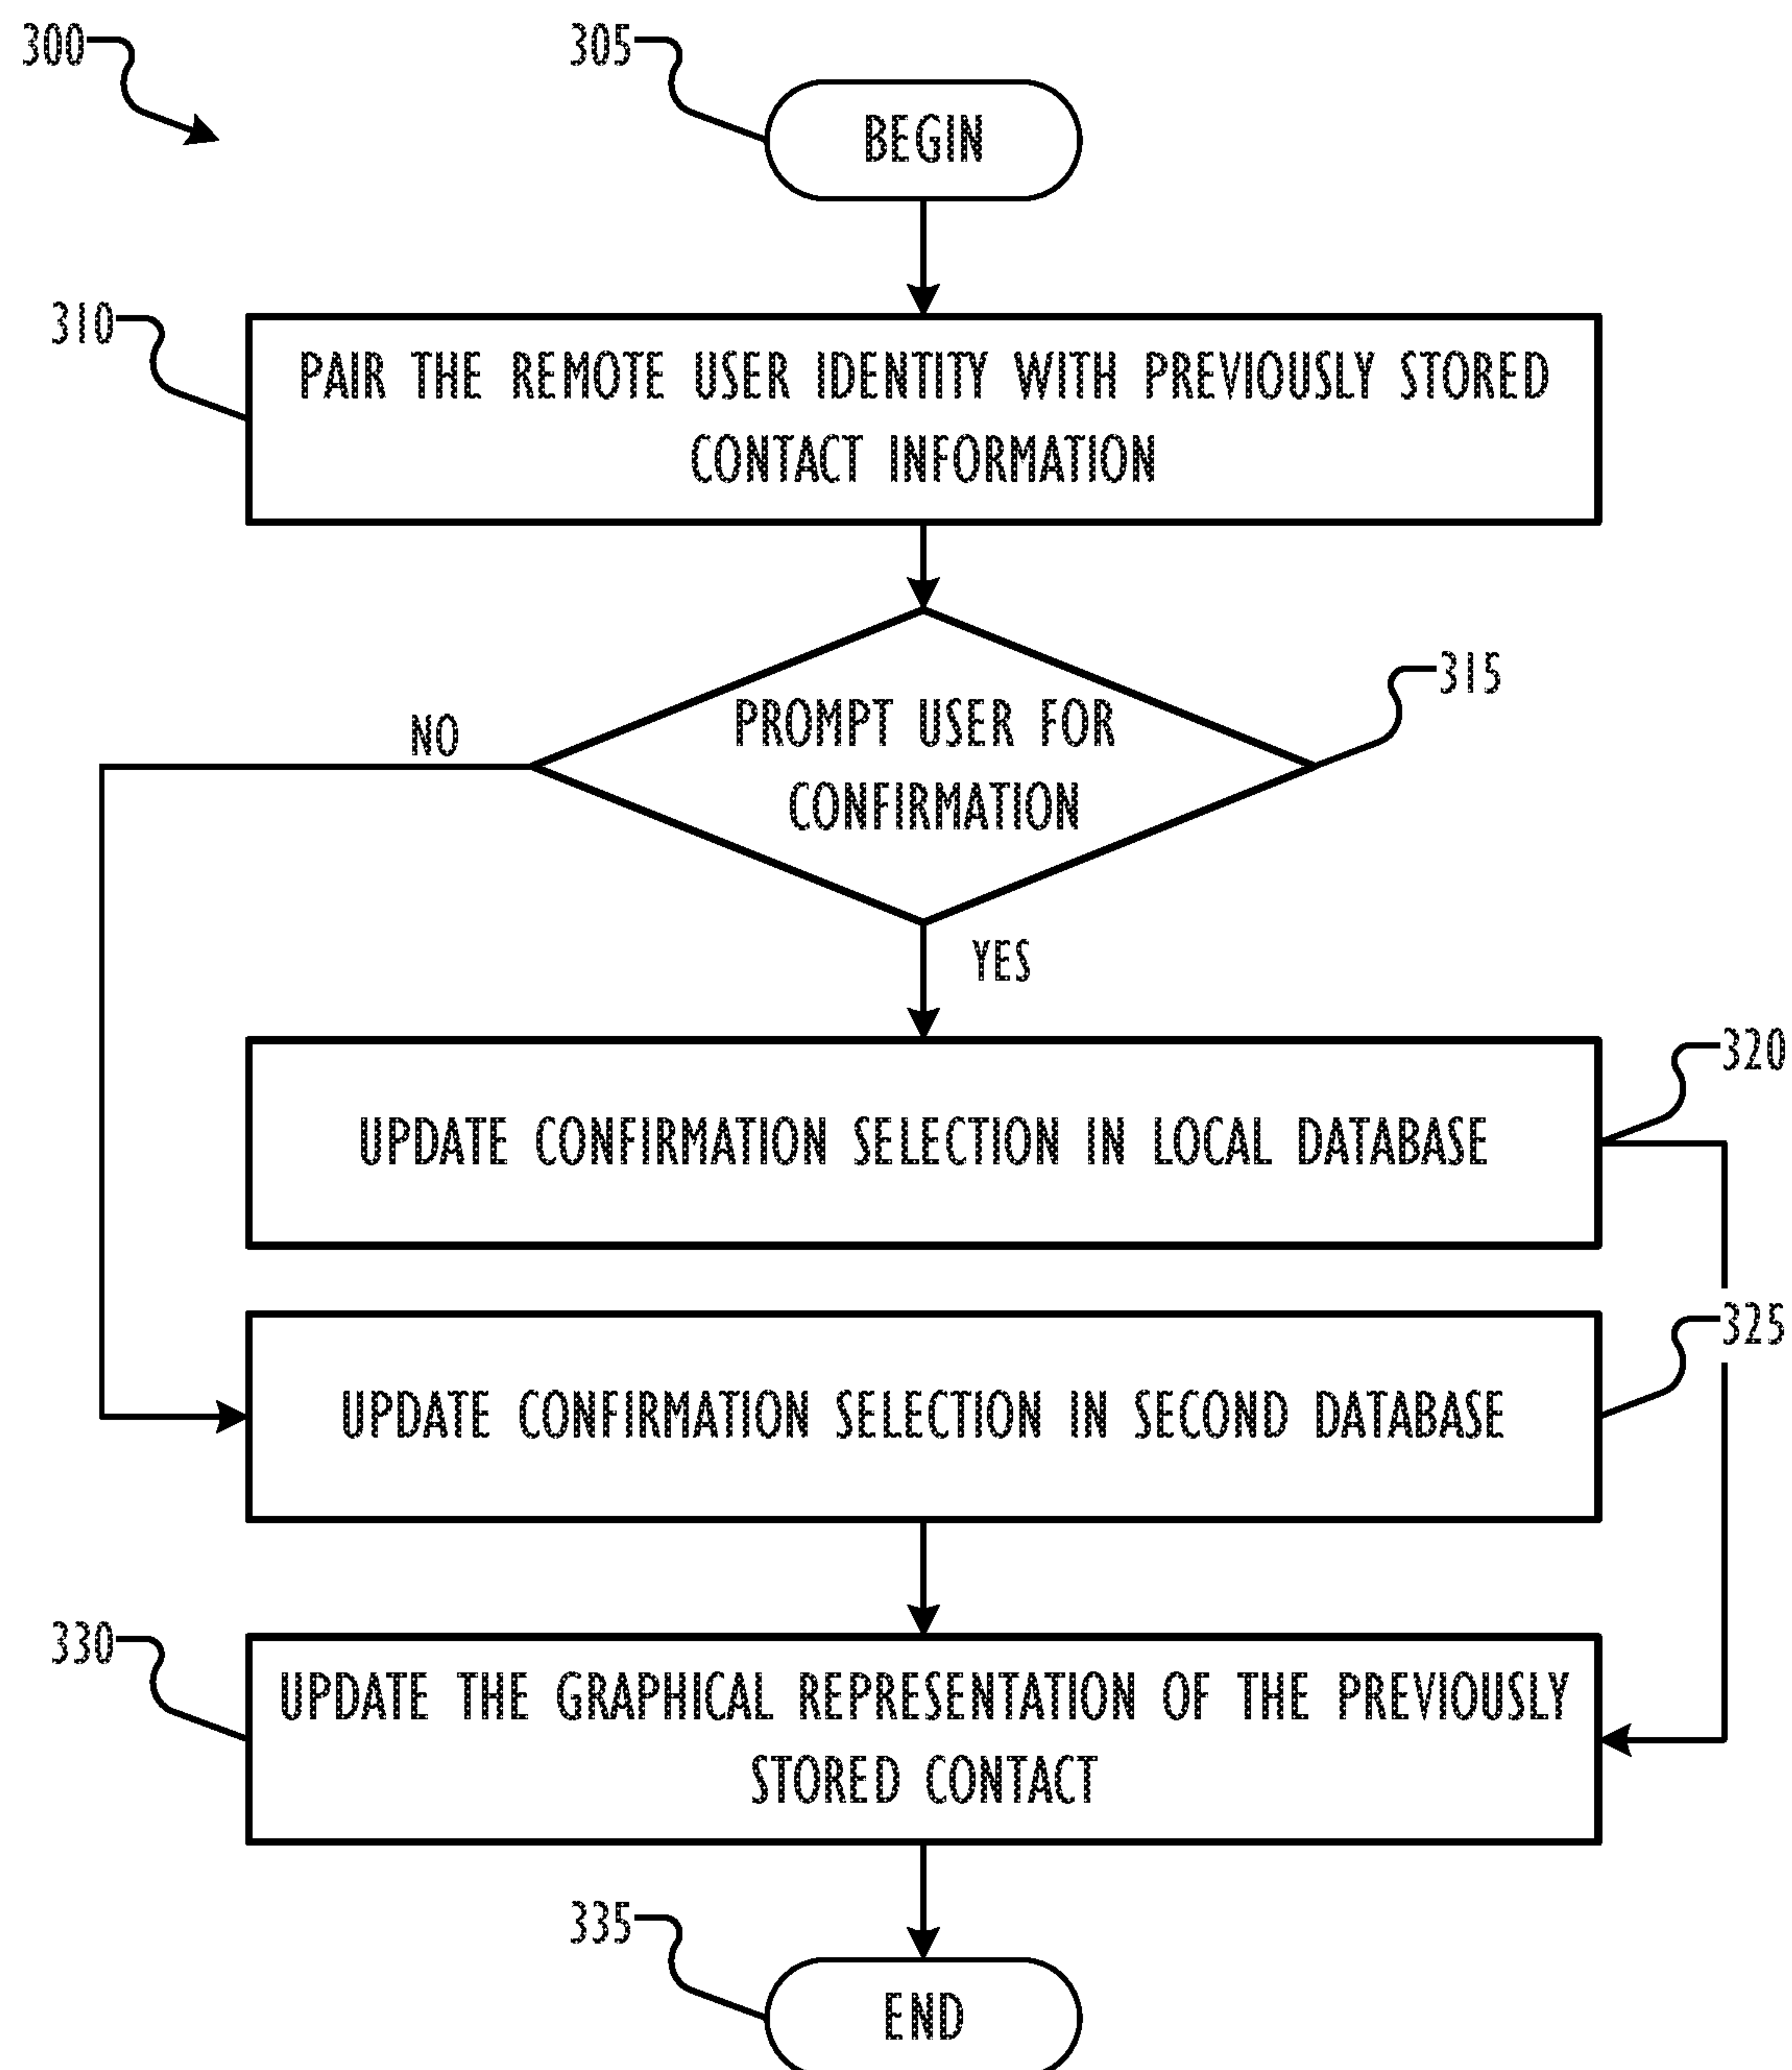 300
305
BEGIN
310
PAIR THE REMOTE USER IDENTITY WITH PREVIOUSLY STORED
CONTACT INFORMATION
315
PROMPT USER FOR
CONFIRMATION
NO
YES
320
UPDATE CONFIRMATION SELECTION IN LOCAL DATABASE
325
UPDATE CONFIRMATION SELECTION IN SECOND DATABASE
330
UPDATE THE GRAPHICAL REPRESENTATION OF THE PREVIOUSLY
STORED CONTACT
335
END